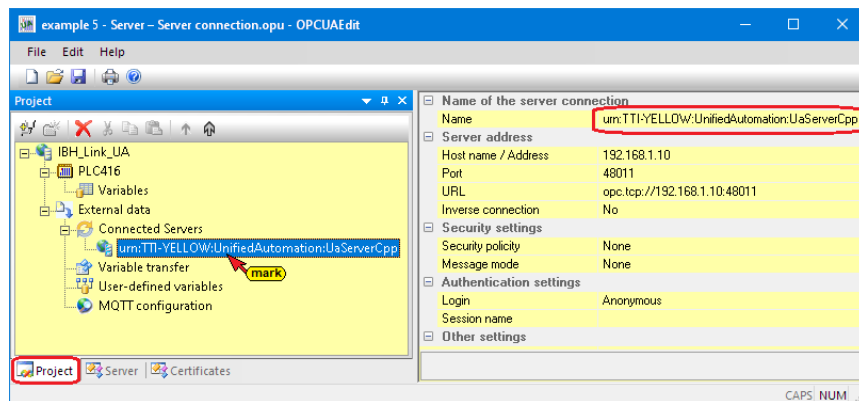 example 5 - Server – Server connection.opu - OPCUAEdit
File Edit Help
Project
IBH_Link_UA
PLC416
Variables
External data
Connected Servers
urn:TTI-YELLOW:UnifiedAutomation:UaServerCpp
Variable transfer
mark
User-defined variables
MQTT configuration
Project Server Certificates
Name of the server connection
Name urn:TTI-YELLOW:UnifiedAutomation:UaServerCpp
Server address
Host name / Address 192.168.1.10
Port 48011
URL opc.tcp://192.168.1.10:48011
Inverse connection No
Security settings
Security policity None
Message mode None
Authentication settings
Login Anonymous
Session name
Other settings
CAPS NUM